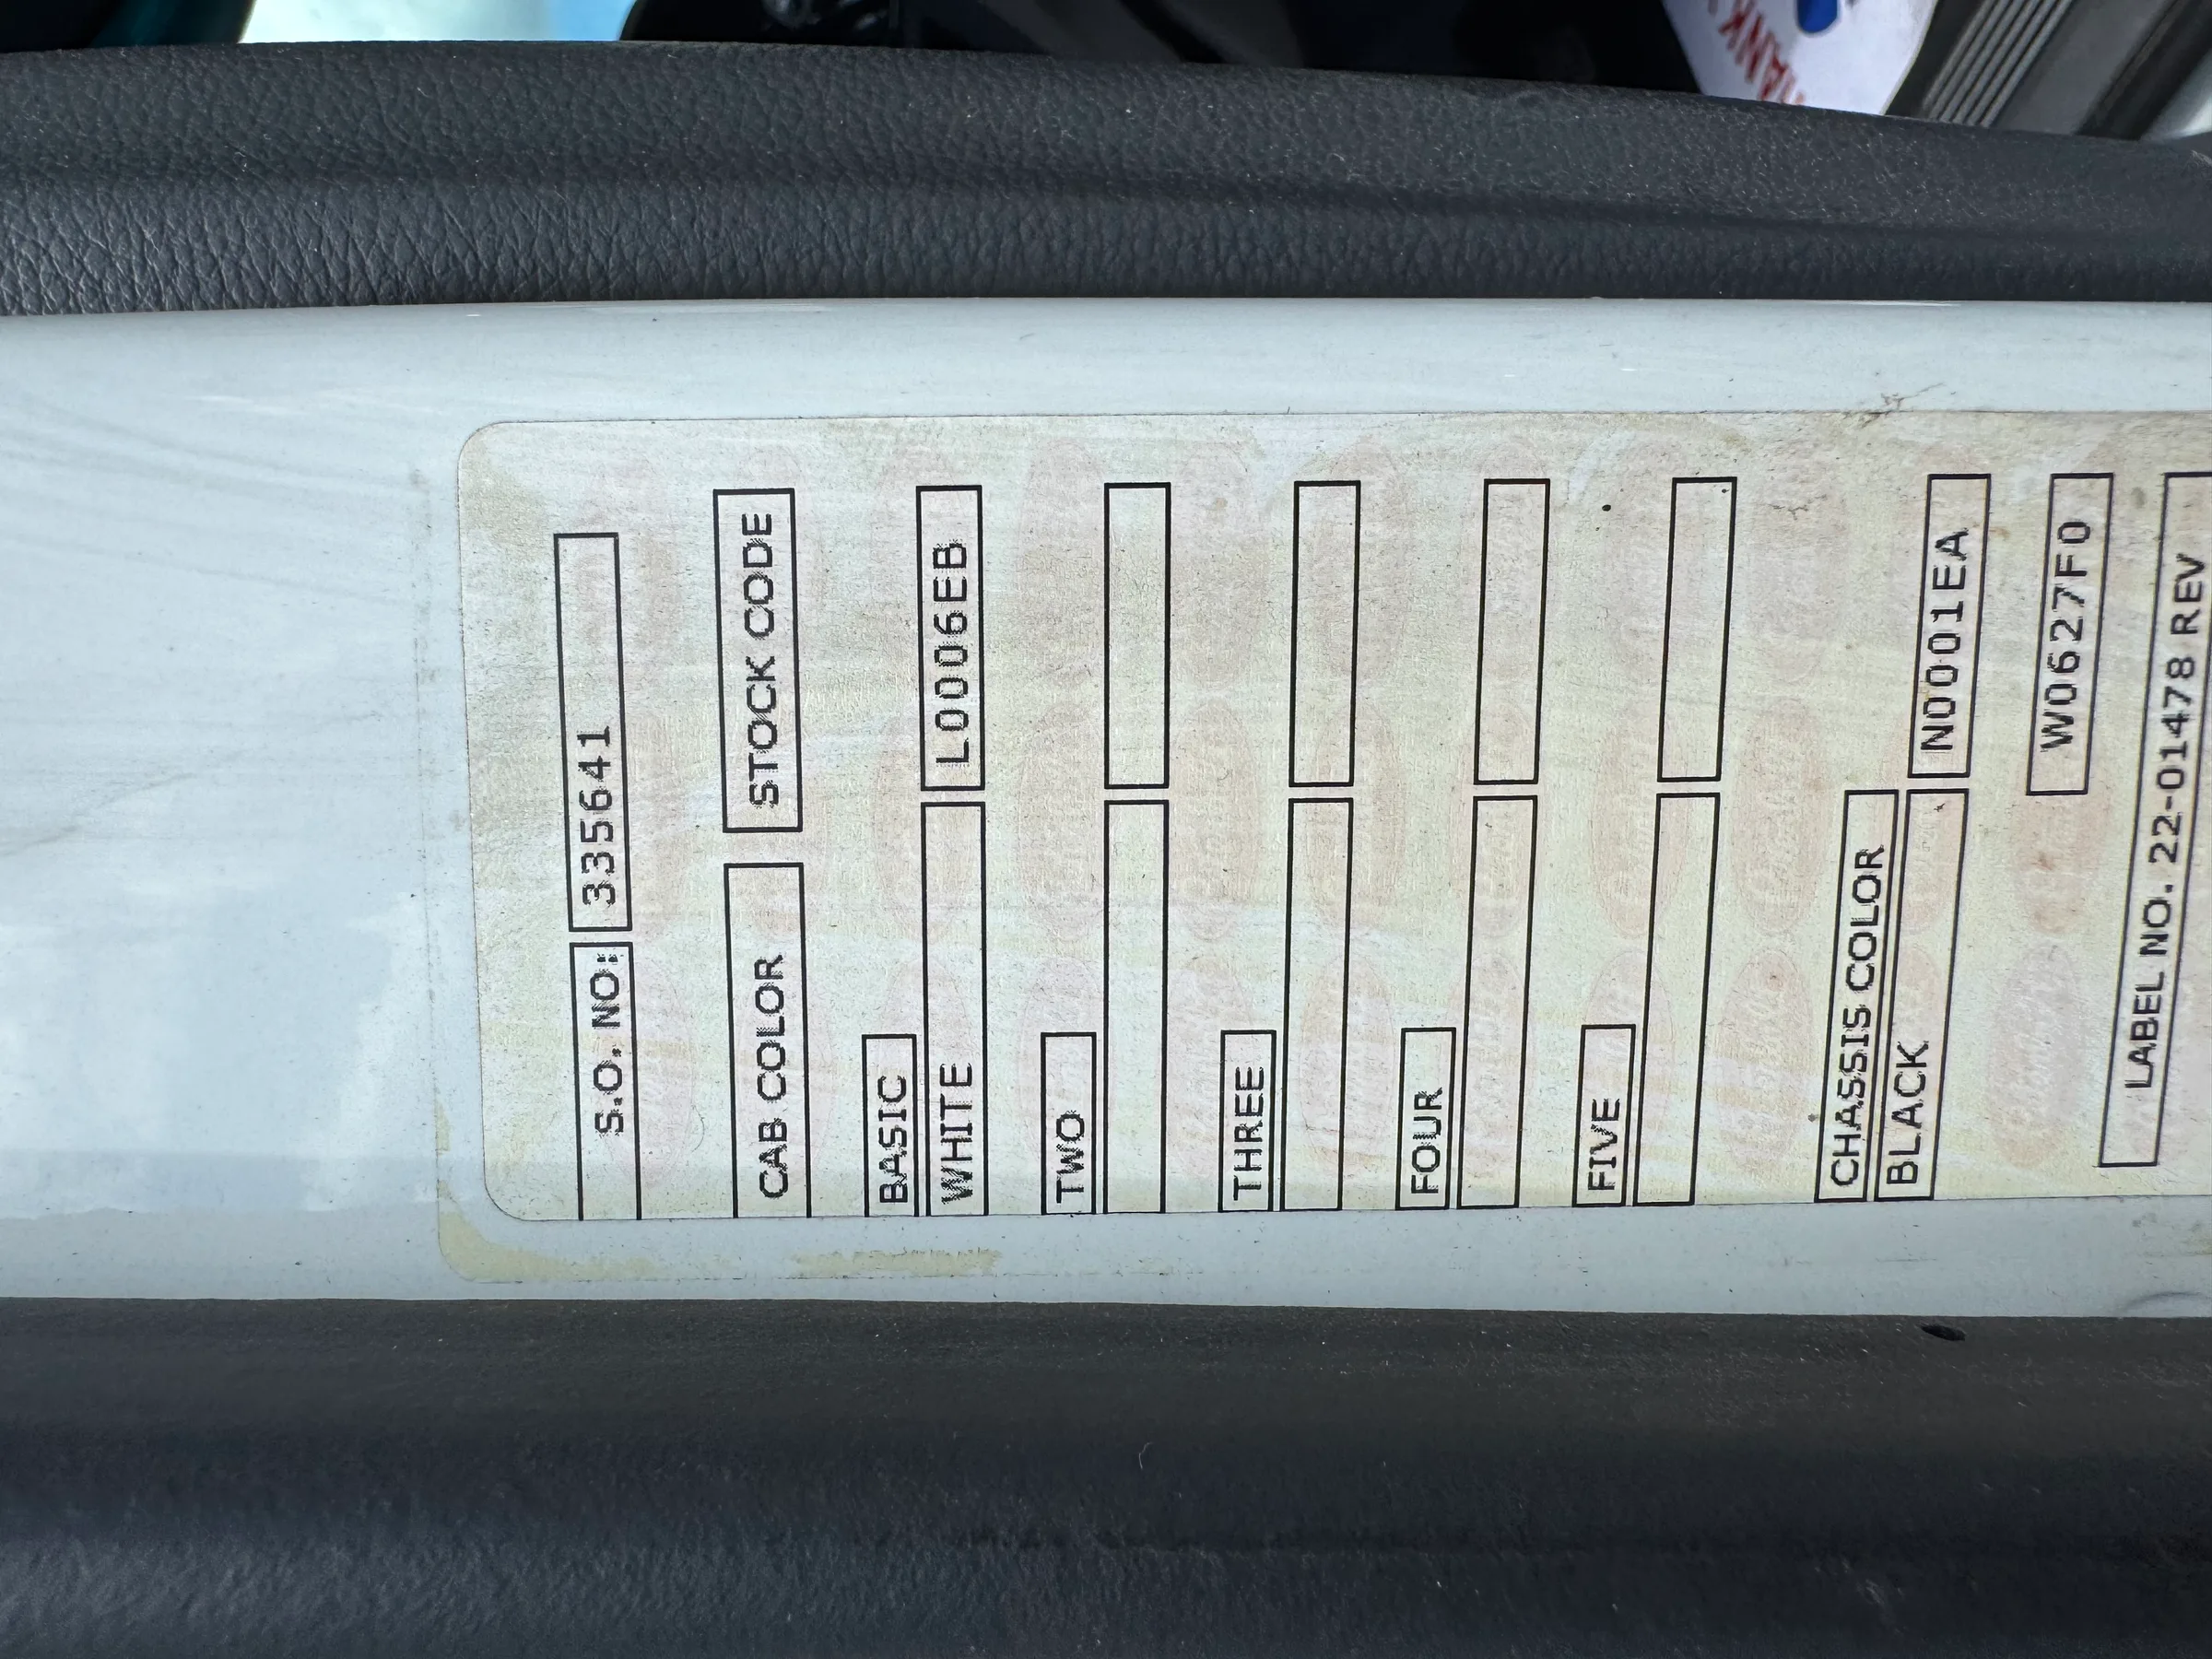 S.O. NO: 335641
CAB COLOR STOCK CODE
BASIC
WHITE L0006EB
TWO
THREE
FOUR
FIVE
CHASSIS COLOR
BLACK N0001EA
W0627F0
LABEL NO. 22-01478 REV